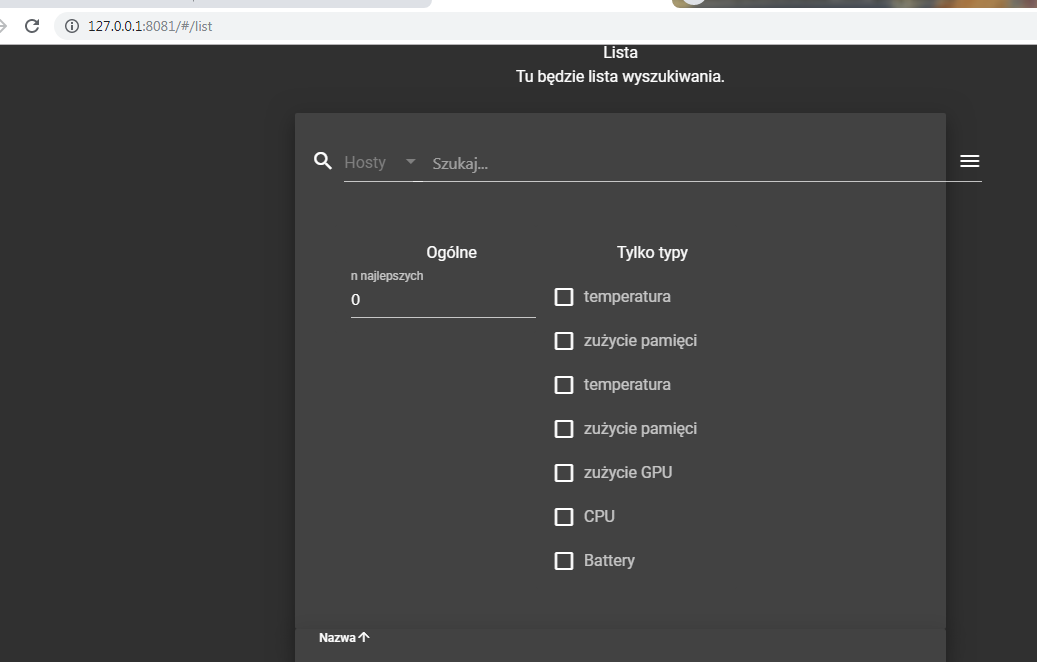 127.0.0.1:8081/#/list
Lista
Tu będzie lista wyszukiwania.
Hosty
Szukaj...
Ogólne
Tylko typy
n najlepszych
0
temperatura
zużycie pamięci
temperatura
zużycie pamięci
zużycie GPU
CPU
Battery
Nazwa